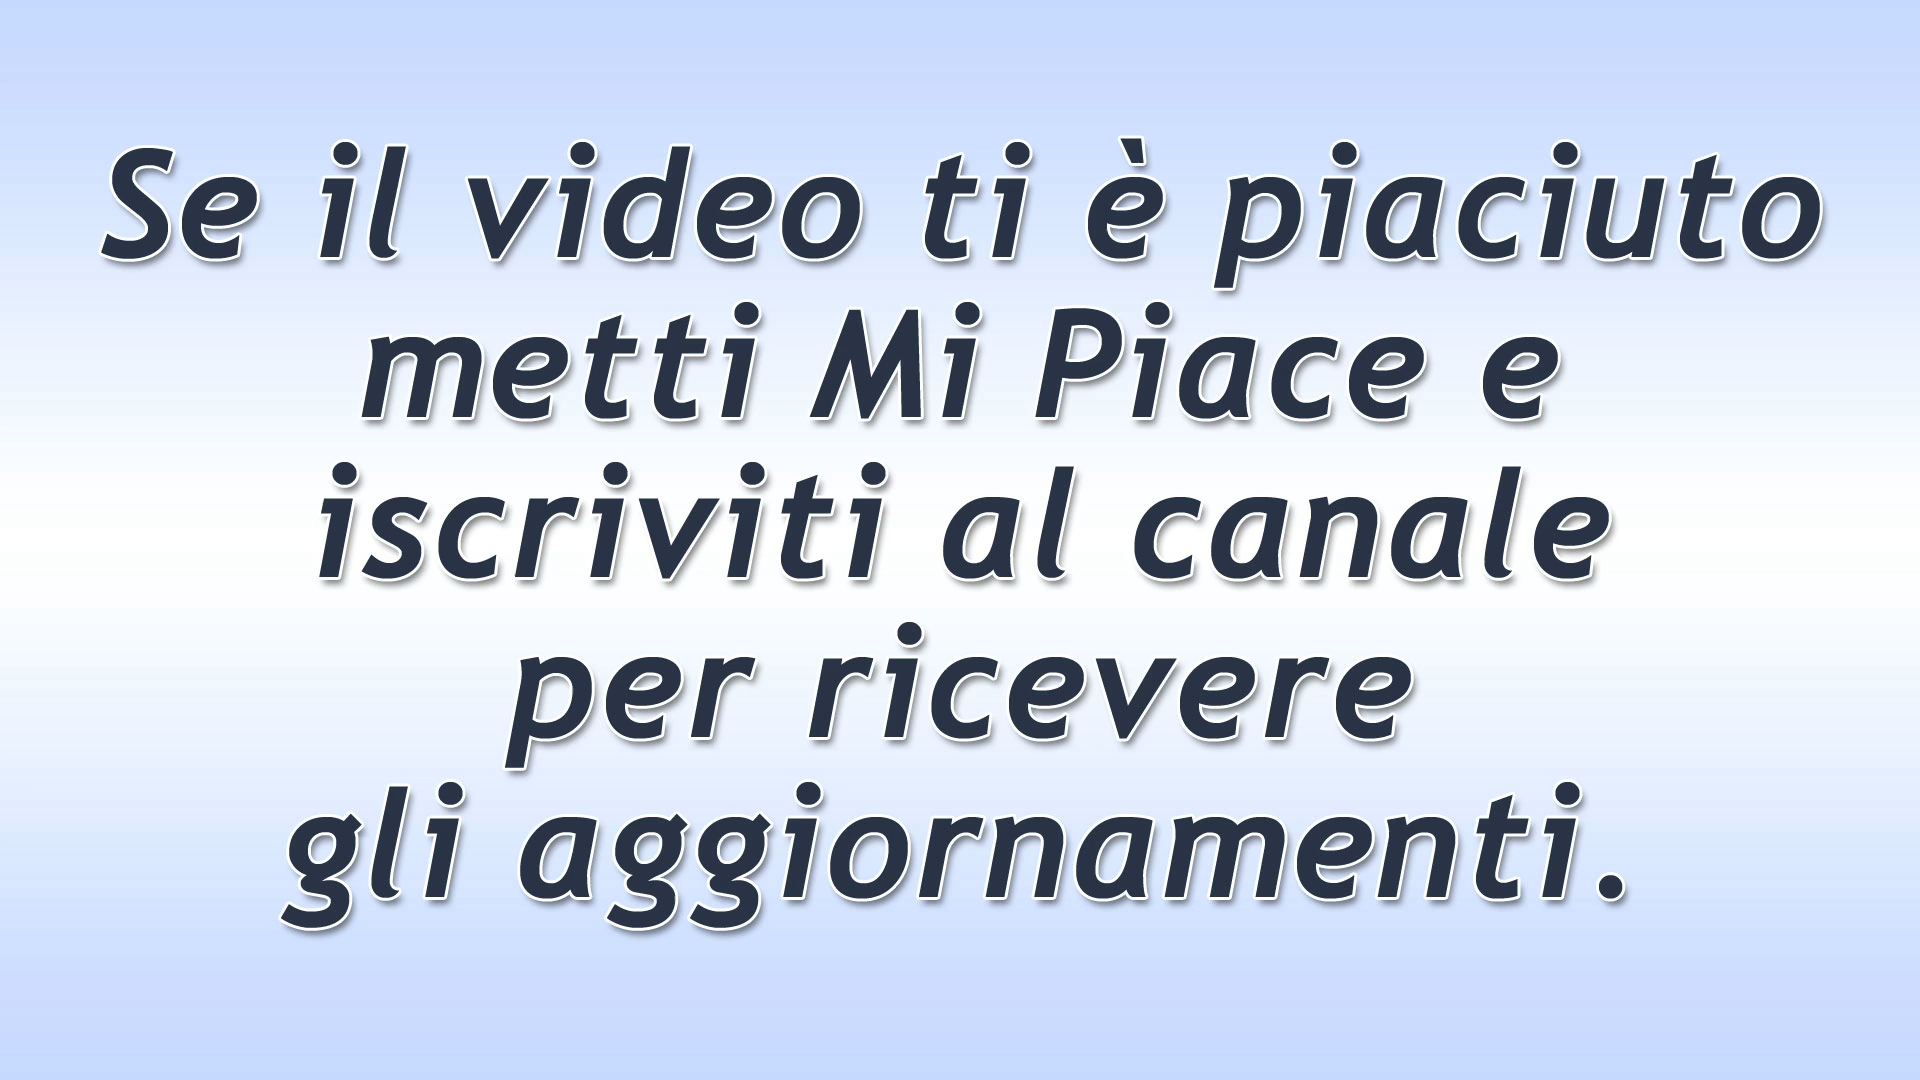 Se il video ti è piaciuto
metti Mi Piace e
iscriviti al canale
per ricevere
gli aggiornamenti.